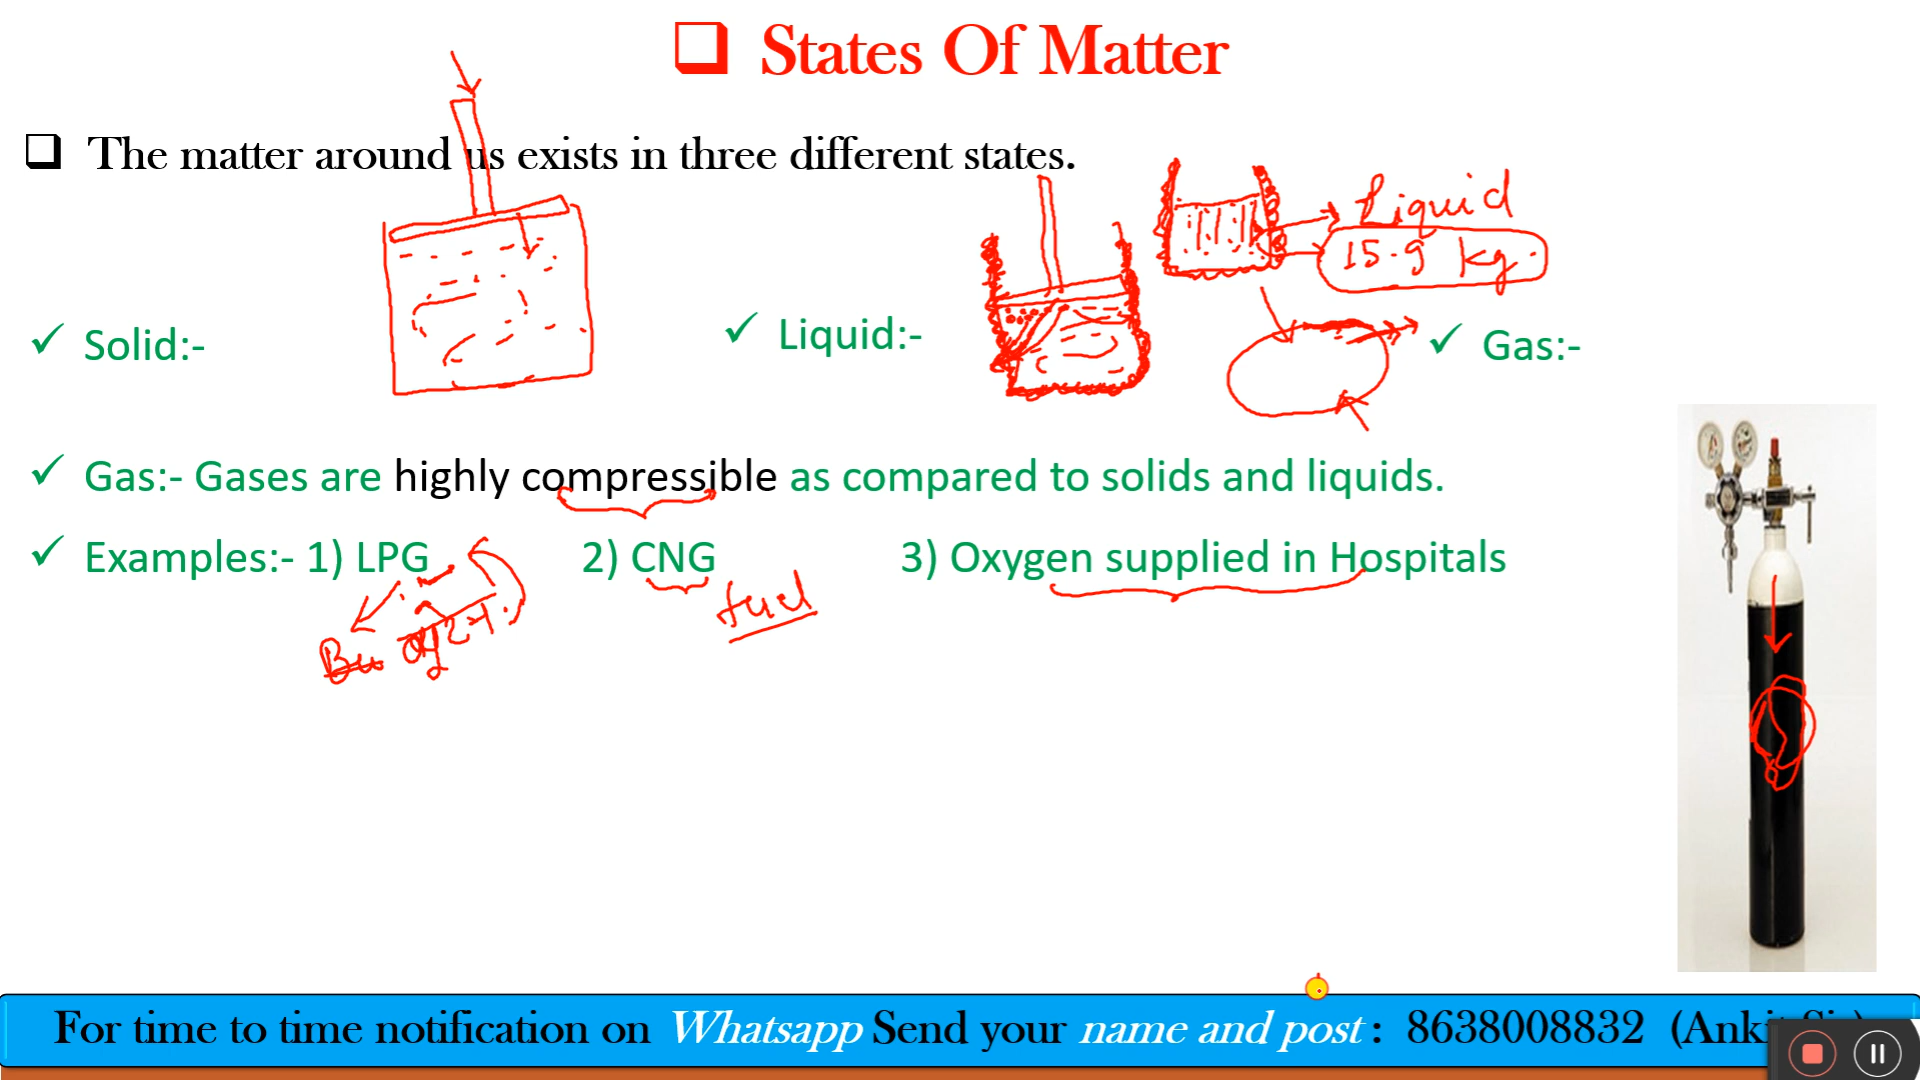 States Of Matter
The matter around us exists in three different states.
Liquid
15.9 kg.
Solid:-
Liquid:-
Gas:-
Gas:- Gases are highly compressible as compared to solids and liquids.
Examples:- 1) LPG 2) CNG 3) Oxygen supplied in Hospitals
fuel
For time to time notification on Whatsapp Send your name and post : 8638008832 (Ankit Sir)